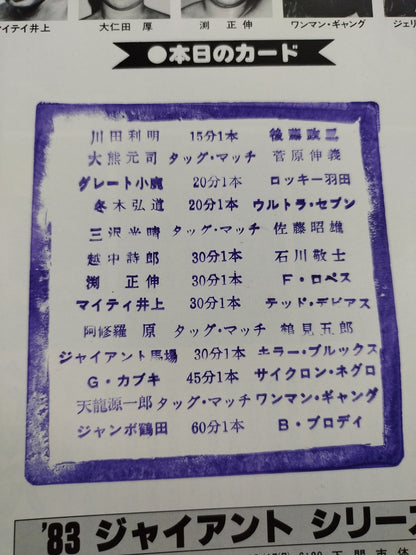 マイティ井上 大仁田 厚 渕 正伸 ワンマン・ギャング ジェリ
●本日のカード
川田利明 15分1本 後藤政二
大熊元司 タッグ・マッチ 菅原伸義
グレート小鹿 20分1本 ロッキー羽田
冬木弘道 20分1本 ウルトラ・セブン
三沢光晴 タッグ・マッチ 佐藤昭雄
越中詩郎 30分1本 石川敬士
渕 正伸 30分1本 F・ロペス
マイティ井上 30分1本 テッド・デビアス
阿修羅 原 タッグ・マッチ 鶴見五郎
ジャイアント馬場 30分1本 キラー・ブルックス
G・カブキ 45分1本 サイクロン・ネグロ
天龍源一郎 タッグ・マッチ ワンマン・ギャング
ジャンボ鶴田 60分1本 B・ブロディ
'83 ジャイアント シリーズ
下関市体